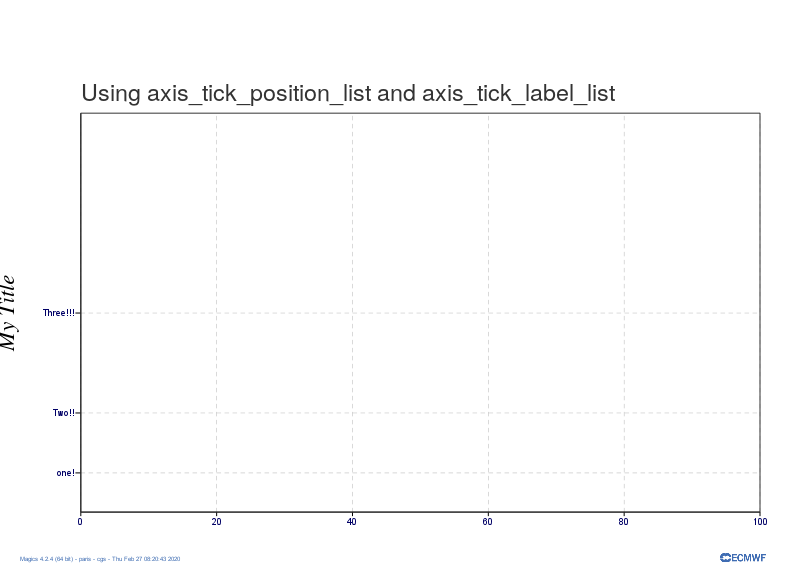 Using axis_tick_position_list and axis_tick_label_list
My Title
Three!!!
Two!!
one!
0 20 40 60 80 100
Magics 4.2.4 (64 bit) - paris - cgs - Thu Feb 27 08:20:43 2020
ECMWF